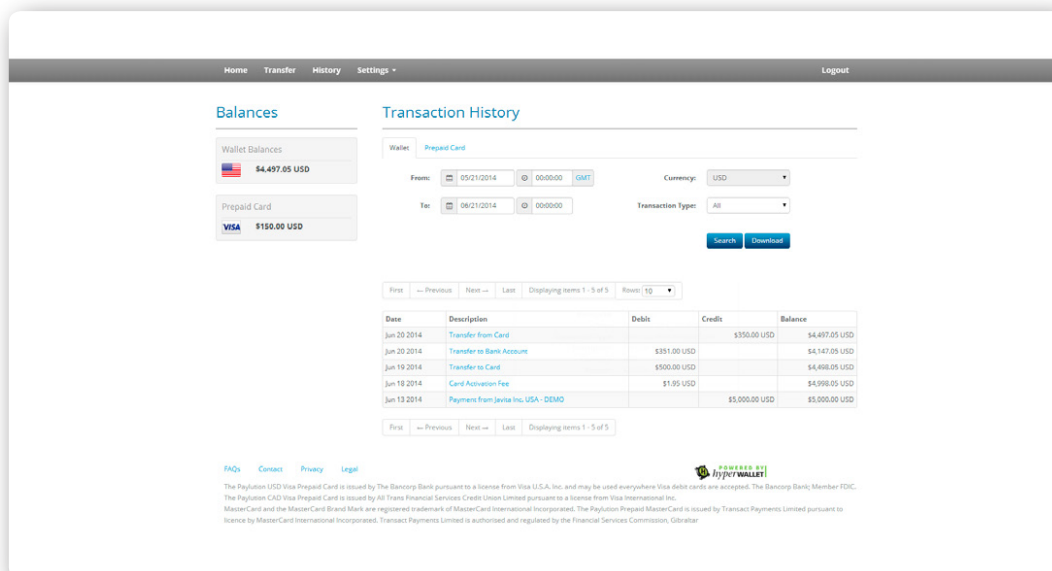 Home Transfer History Settings Logout
Balances
Wallet Balances
$4,497.05 USD
Prepaid Card
VISA $150.00 USD
Transaction History
Wallet Prepaid Card
From: 05/21/2014 00:00:00 GMT Currency: USD
To: 06/21/2014 00:00:00 Transaction Type: All
Search Download
First ← Previous Next → Last Displaying items 1 - 5 of 5 Rows: 10
Date Description Debit Credit Balance
Jun 20 2014 Transfer from Card $350.00 USD $4,497.05 USD
Jun 20 2014 Transfer to Bank Account $351.00 USD $4,147.05 USD
Jun 19 2014 Transfer to Card $500.00 USD $4,498.05 USD
Jun 18 2014 Card Activation Fee $1.95 USD $4,998.05 USD
Jun 13 2014 Payment from Javita Inc. USA - DEMO $5,000.00 USD $5,000.00 USD
First ← Previous Next → Last Displaying items 1 - 5 of 5
FAQs Contact Privacy Legal
POWERED BY
hyperWALLET
The Paylution USD Visa Prepaid Card is issued by The Bancorp Bank pursuant to a license from Visa U.S.A. Inc. and may be used everywhere Visa debit cards are accepted. The Bancorp Bank; Member FDIC.
The Paylution CAD Visa Prepaid Card is issued by All Trans Financial Services Credit Union Limited pursuant to a license from Visa International Inc.
MasterCard and the MasterCard Brand Mark are registered trademark of MasterCard International Incorporated. The Paylution Prepaid MasterCard is issued by Transact Payments Limited pursuant to
licence by MasterCard International Incorporated. Transact Payments Limited is authorised and regulated by the Financial Services Commission, Gibraltar